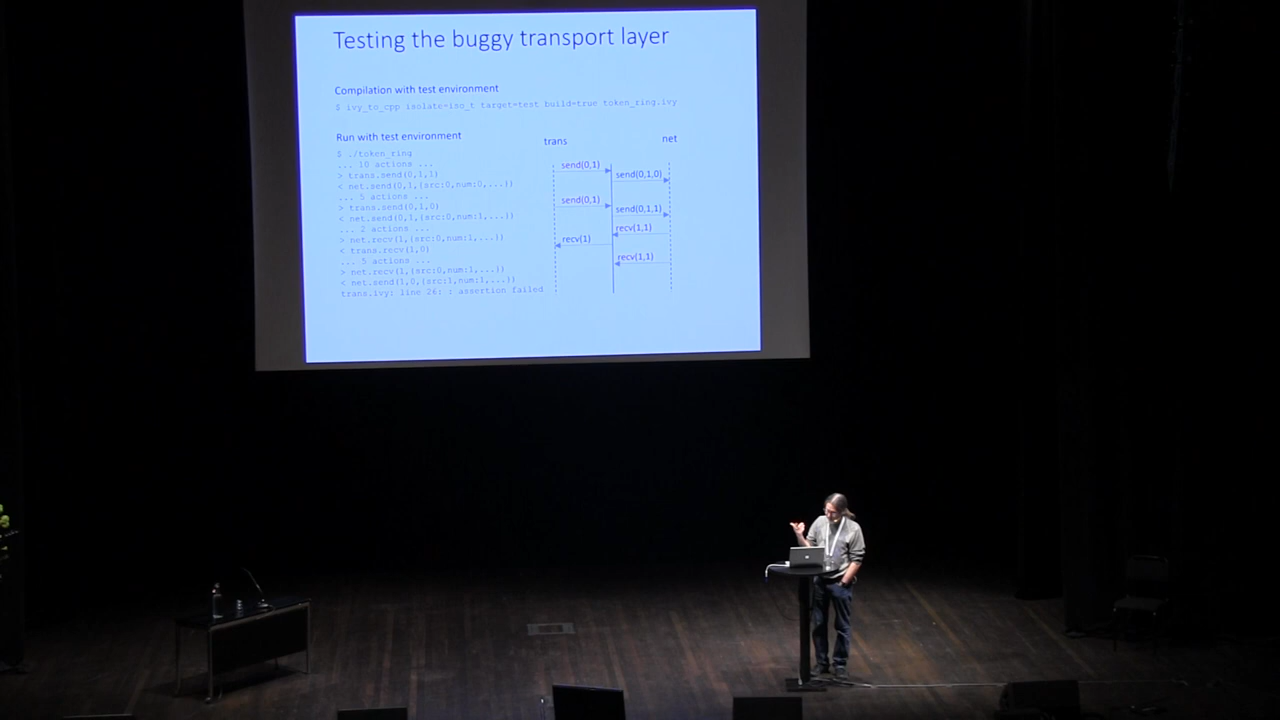 Testing the buggy transport layer
Compilation with test environment
$ ivy_to_cpp isolate=iso_t target=test build=true token_ring.ivy
Run with test environment
$ ./token_ring
... 10 actions ...
> trans.send(0,1,1)
< net.send(0,1,{src:0,num:0,...})
... 5 actions ...
> trans.send(0,1,0)
< net.send(0,1,{src:0,num:1,...})
... 2 actions ...
> net.recv(1,{src:0,num:1,...})
< trans.recv(1,0)
... 5 actions ...
> net.recv(1,{src:0,num:1,...})
< net.send(1,0,{src:1,num:1,...})
trans.ivy: line 26: : assertion failed
trans
net
send(0,1)
send(0,1,0)
send(0,1)
send(0,1,1)
recv(1,1)
recv(1)
recv(1,1)